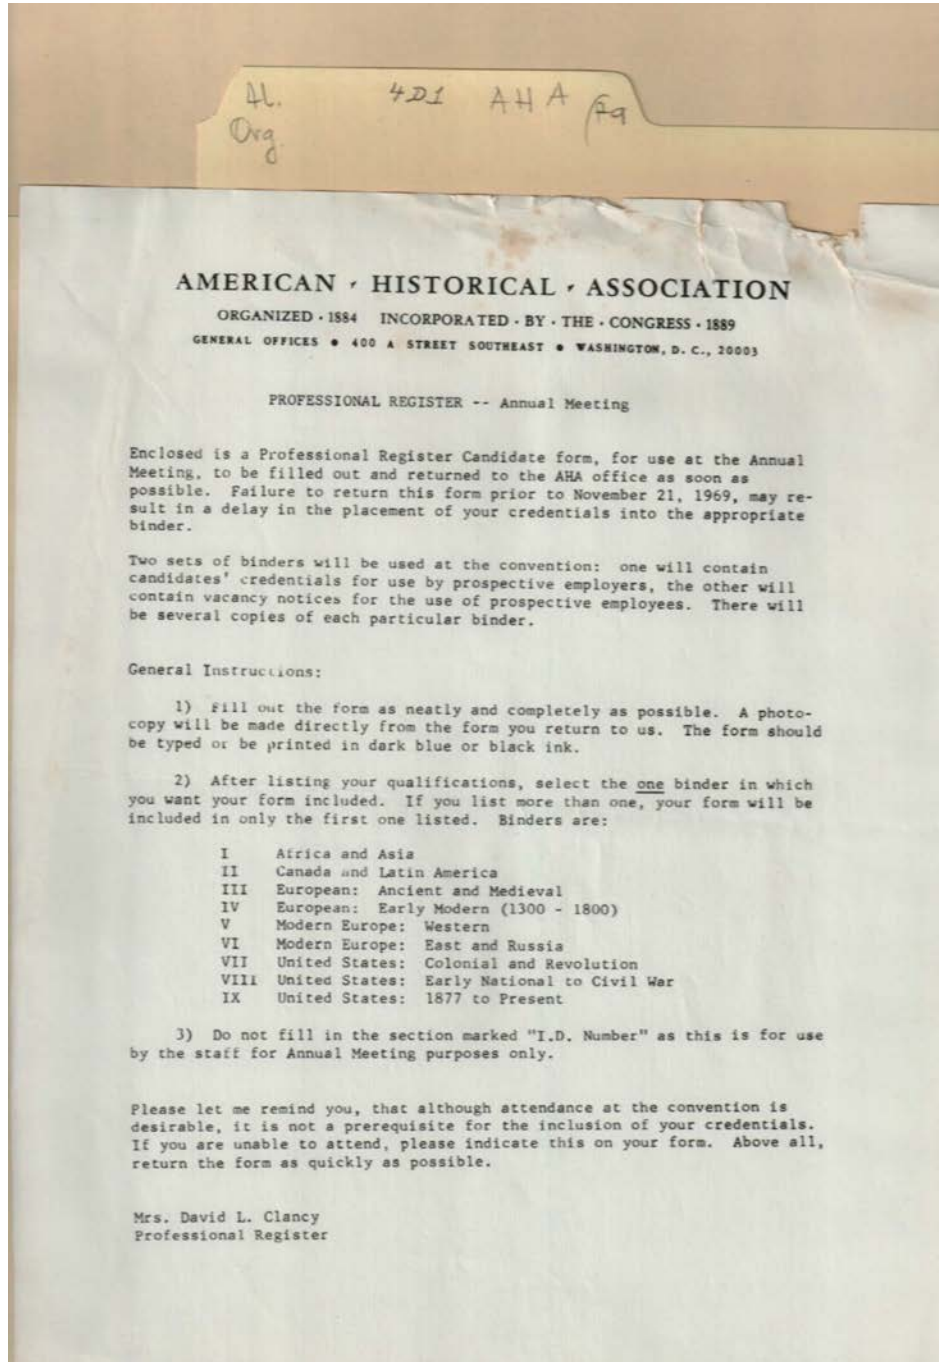 AL. 4D1 AHA
Org.
AMERICAN · HISTORICAL · ASSOCIATION
ORGANIZED · 1884 INCORPORATED · BY · THE · CONGRESS · 1889
GENERAL OFFICES ● 400 A STREET SOUTHEAST ● WASHINGTON, D. C., 20003
PROFESSIONAL REGISTER -- Annual Meeting
Enclosed is a Professional Register Candidate form, for use at the Annual
Meeting, to be filled out and returned to the AHA office as soon as
possible. Failure to return this form prior to November 21, 1969, may re-
sult in a delay in the placement of your credentials into the appropriate
binder.
Two sets of binders will be used at the convention: one will contain
candidates' credentials for use by prospective employers, the other will
contain vacancy notices for the use of prospective employees. There will
be several copies of each particular binder.
General Instructions:
1) Fill out the form as neatly and completely as possible. A photo-
copy will be made directly from the form you return to us. The form should
be typed or be printed in dark blue or black ink.
2) After listing your qualifications, select the one binder in which
you want your form included. If you list more than one, your form will be
included in only the first one listed. Binders are:
I Africa and Asia
II Canada and Latin America
III European: Ancient and Medieval
IV European: Early Modern (1300 - 1800)
V Modern Europe: Western
VI Modern Europe: East and Russia
VII United States: Colonial and Revolution
VIII United States: Early National to Civil War
IX United States: 1877 to Present
3) Do not fill in the section marked "I.D. Number" as this is for use
by the staff for Annual Meeting purposes only.
Please let me remind you, that although attendance at the convention is
desirable, it is not a prerequisite for the inclusion of your credentials.
If you are unable to attend, please indicate this on your form. Above all,
return the form as quickly as possible.
Mrs. David L. Clancy
Professional Register